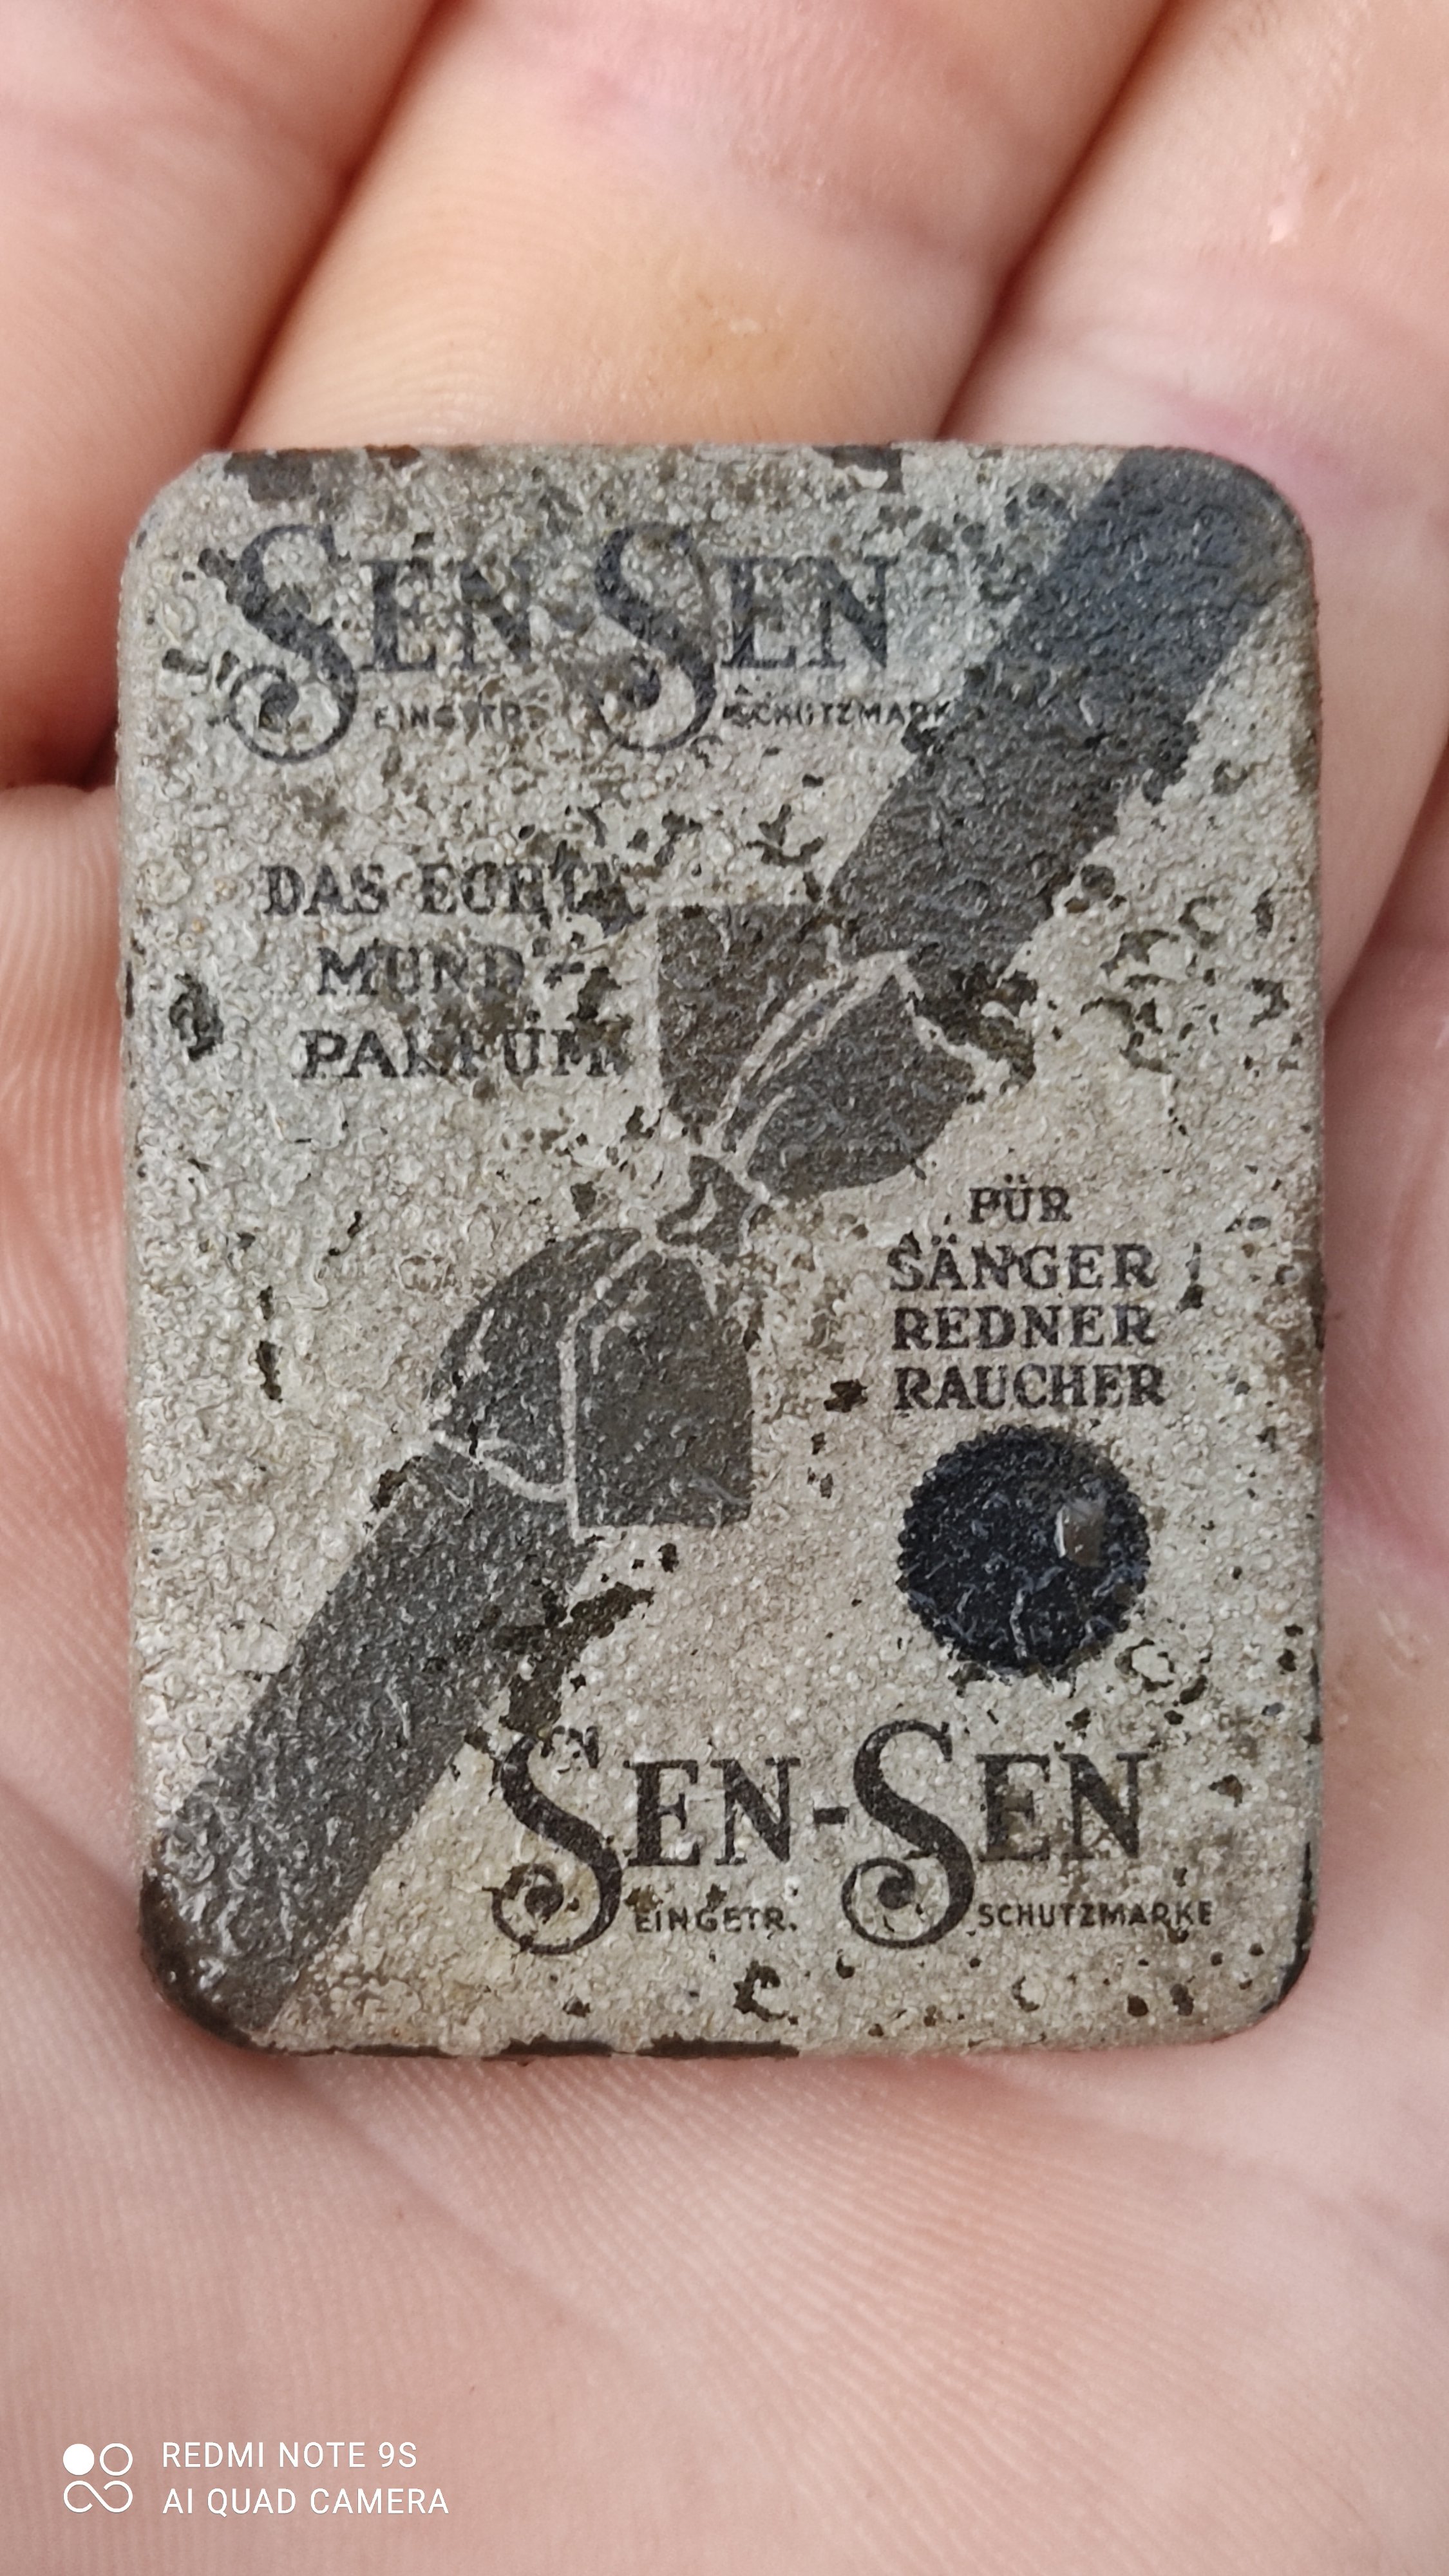 SEN-SEN
EINGETR. SCHUTZMARKE
DAS ECHTE
MUND-
PARFÜM
FÜR
SÄNGER
REDNER
RAUCHER
SEN-SEN
EINGETR. SCHUTZMARKE
REDMI NOTE 9S
AI QUAD CAMERA